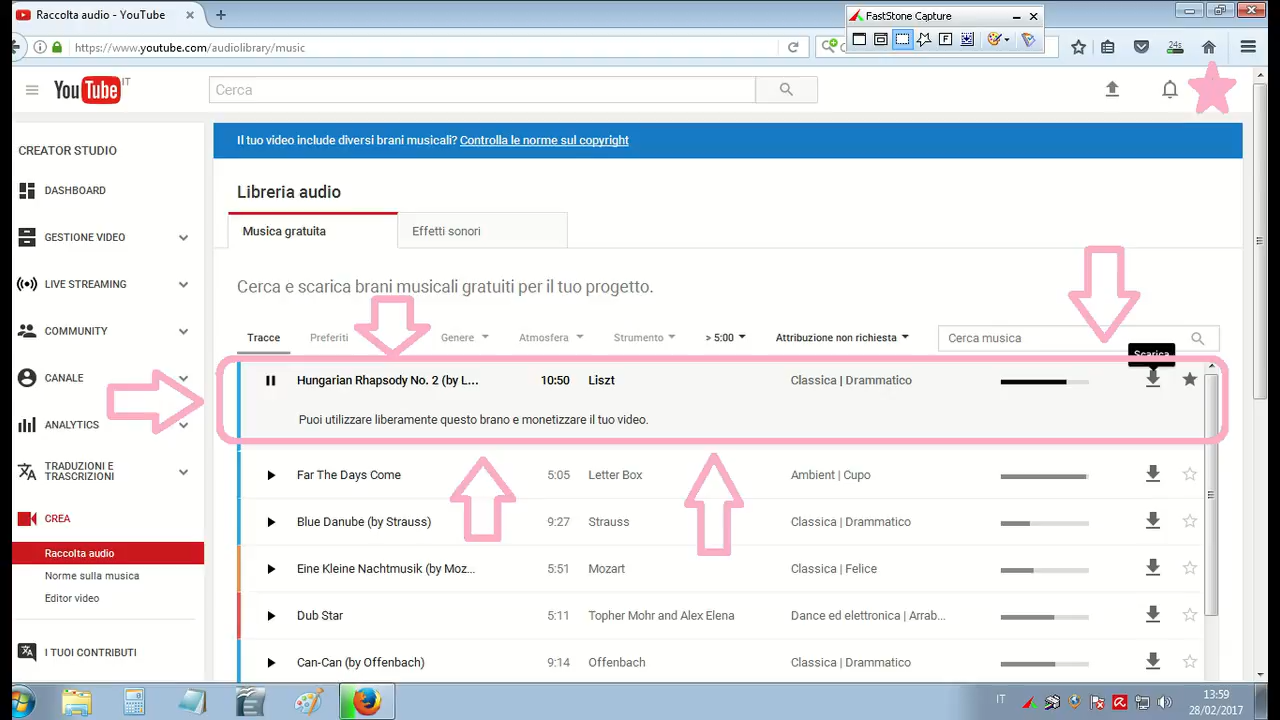 Raccolta audio - YouTube
FastStone Capture
https://www.youtube.com/audiolibrary/music
24s
YouTube IT
Cerca
CREATOR STUDIO
Il tuo video include diversi brani musicali? Controlla le norme sul copyright
DASHBOARD
Libreria audio
GESTIONE VIDEO
Musica gratuita
Effetti sonori
LIVE STREAMING
Cerca e scarica brani musicali gratuiti per il tuo progetto.
COMMUNITY
Tracce Preferiti Genere Atmosfera Strumento > 5:00 Attribuzione non richiesta Cerca musica
Scarica
CANALE
Hungarian Rhapsody No. 2 (by L... 10:50 Liszt Classica | Drammatico
Puoi utilizzare liberamente questo brano e monetizzare il tuo video.
ANALYTICS
TRADUZIONI E
TRASCRIZIONI
Far The Days Come 5:05 Letter Box Ambient | Cupo
CREA
Blue Danube (by Strauss) 9:27 Strauss Classica | Drammatico
Raccolta audio
Norme sulla musica
Eine Kleine Nachtmusik (by Moz... 5:51 Mozart Classica | Felice
Editor video
Dub Star 5:11 Topher Mohr and Alex Elena Dance ed elettronica | Arrab...
I TUOI CONTRIBUTI
Can-Can (by Offenbach) 9:14 Offenbach Classica | Drammatico
IT
13:59
28/02/2017